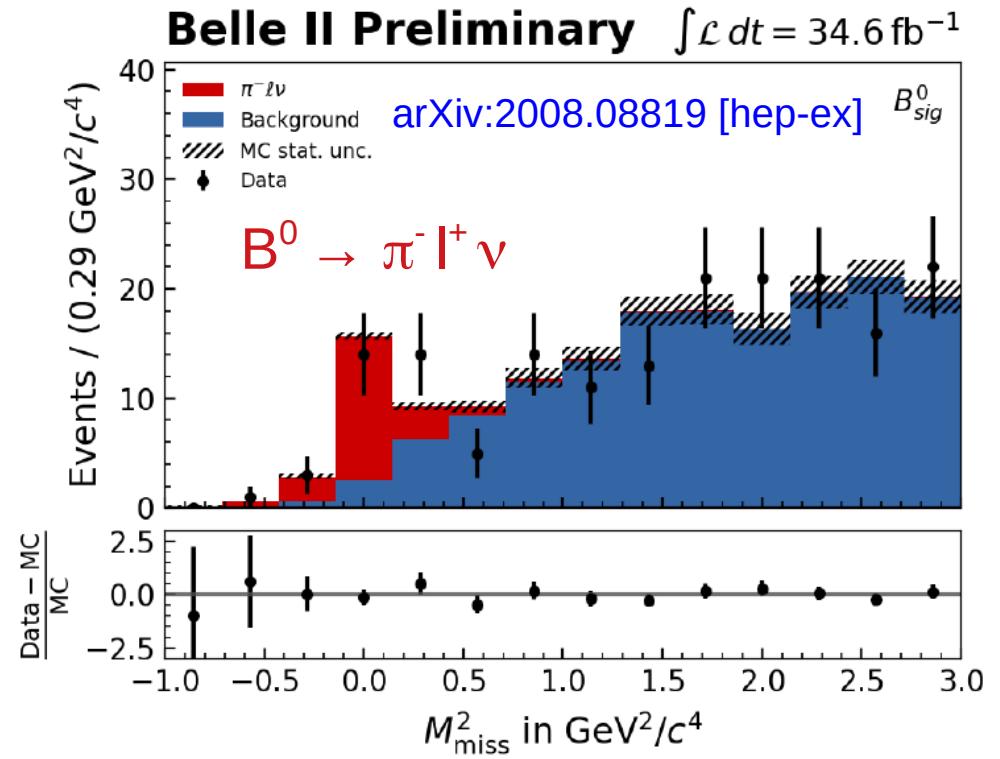 Belle II Preliminary ∫ℒ dt = 34.6 fb⁻¹
Events / (0.29 GeV²/c⁴)
40
30
20
10
0
π⁻ℓν
Background
MC stat. unc.
Data
arXiv:2008.08819 [hep-ex]
B⁰sig
B⁰ → π⁻ l⁺ ν
Data − MC
MC
2.5
0.0
−2.5
−1.0 −0.5 0.0 0.5 1.0 1.5 2.0 2.5 3.0
M²miss in GeV²/c⁴